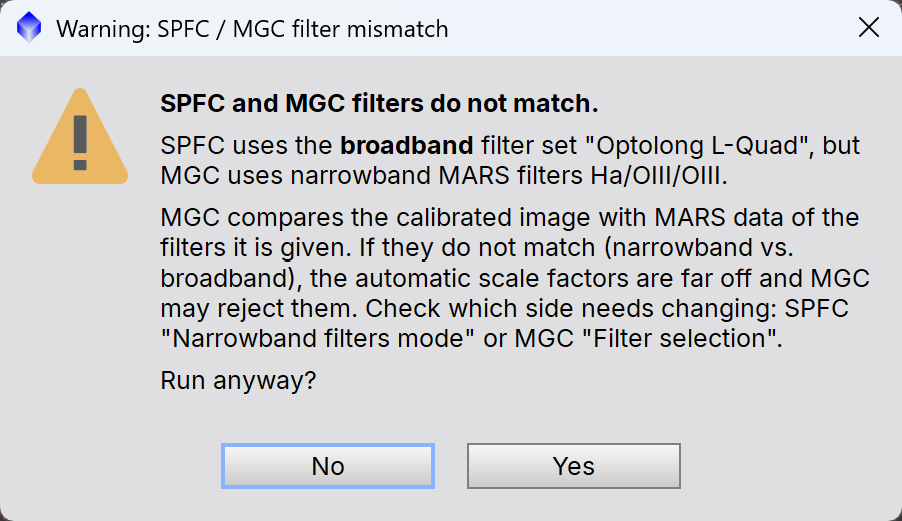 Warning: SPFC / MGC filter mismatch
SPFC and MGC filters do not match.
SPFC uses the broadband filter set "Optolong L-Quad", but
MGC uses narrowband MARS filters Ha/OIII/OIII.
MGC compares the calibrated image with MARS data of the
filters it is given. If they do not match (narrowband vs.
broadband), the automatic scale factors are far off and MGC
may reject them. Check which side needs changing: SPFC
"Narrowband filters mode" or MGC "Filter selection".
Run anyway?
No
Yes